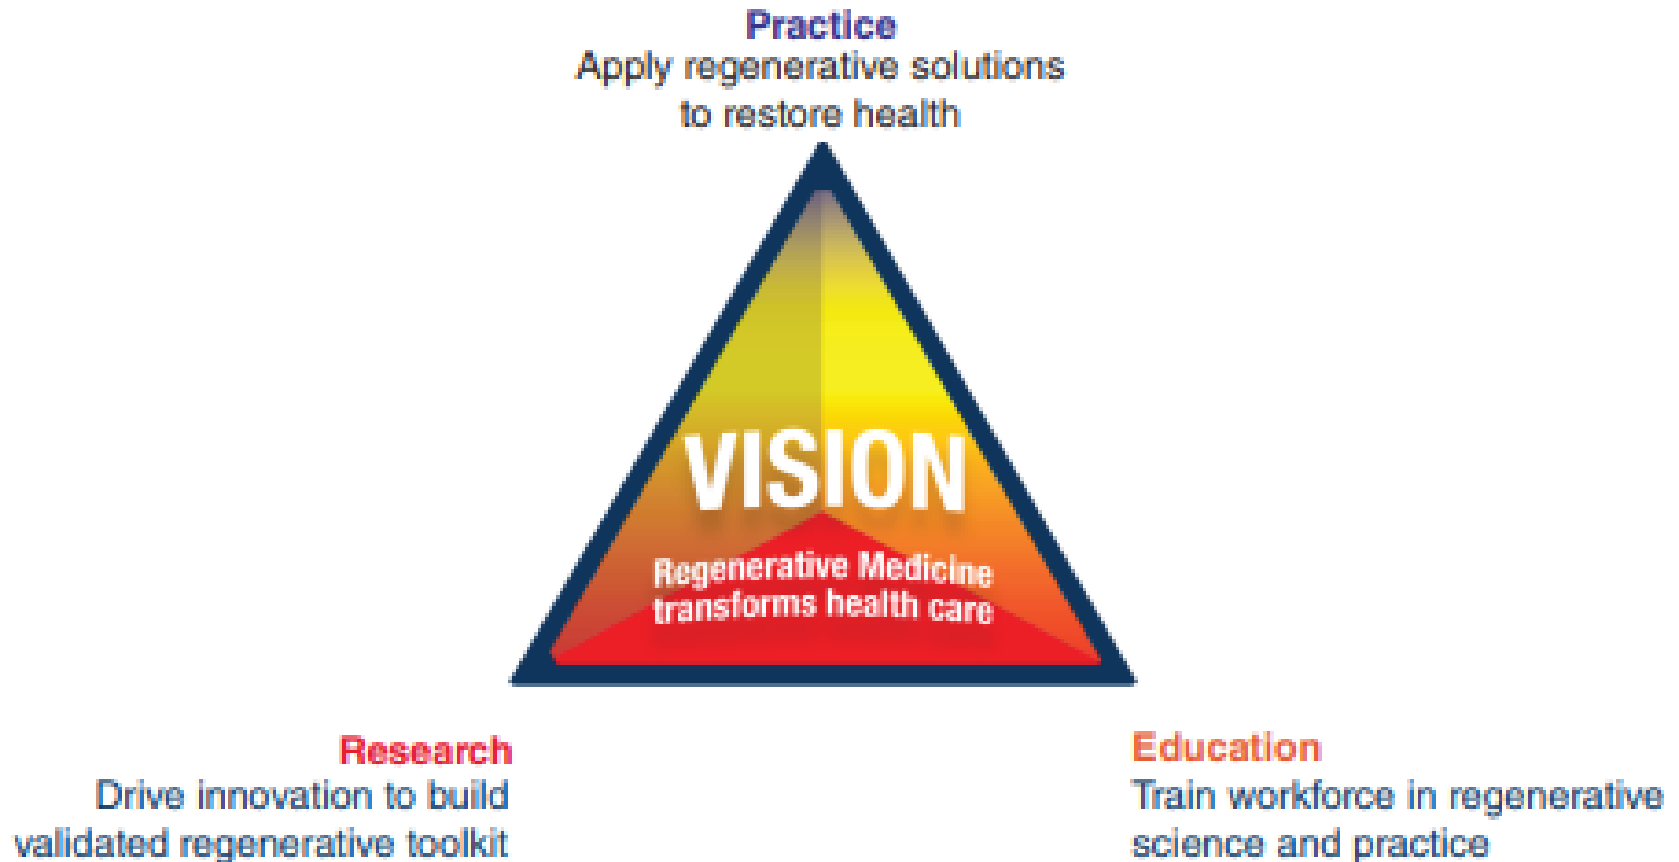 Practice
Apply regenerative solutions
to restore health
VISION
Regenerative Medicine
transforms health care
Research
Drive innovation to build
validated regenerative toolkit
Education
Train workforce in regenerative
science and practice